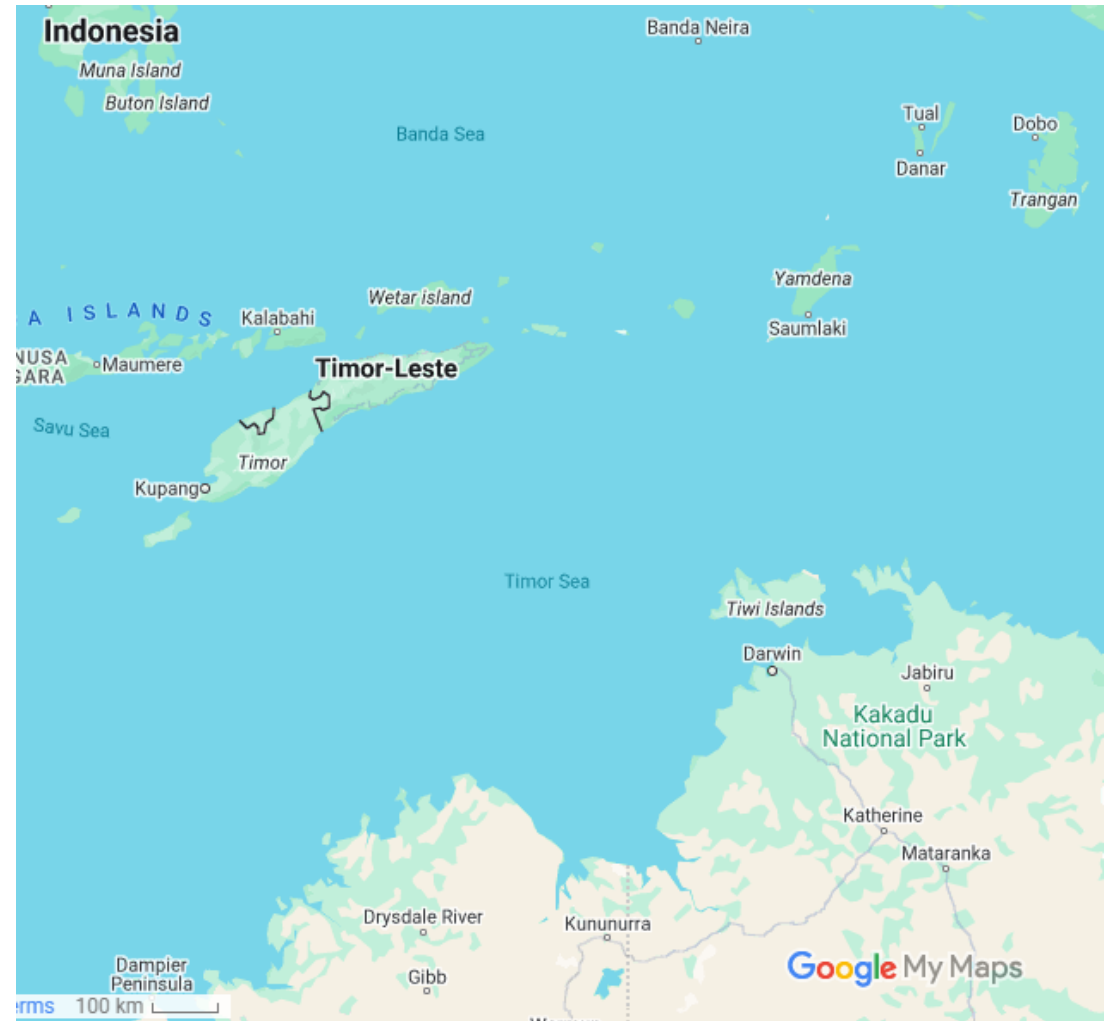 Indonesia
Banda Neira
Muna Island
Buton Island
Banda Sea
Tual
Dobo
Danar
Trangan
Yamdena
Wetar island
A ISLANDS
Kalabahi
Saumlaki
NUSA
GARA
Maumere
Timor-Leste
Savu Sea
Timor
Kupang
Timor Sea
Tiwi Islands
Darwin
Jabiru
Kakadu
National Park
Katherine
Mataranka
Drysdale River
Kununurra
Dampier
Peninsula
Gibb
Google My Maps
erms 100 km